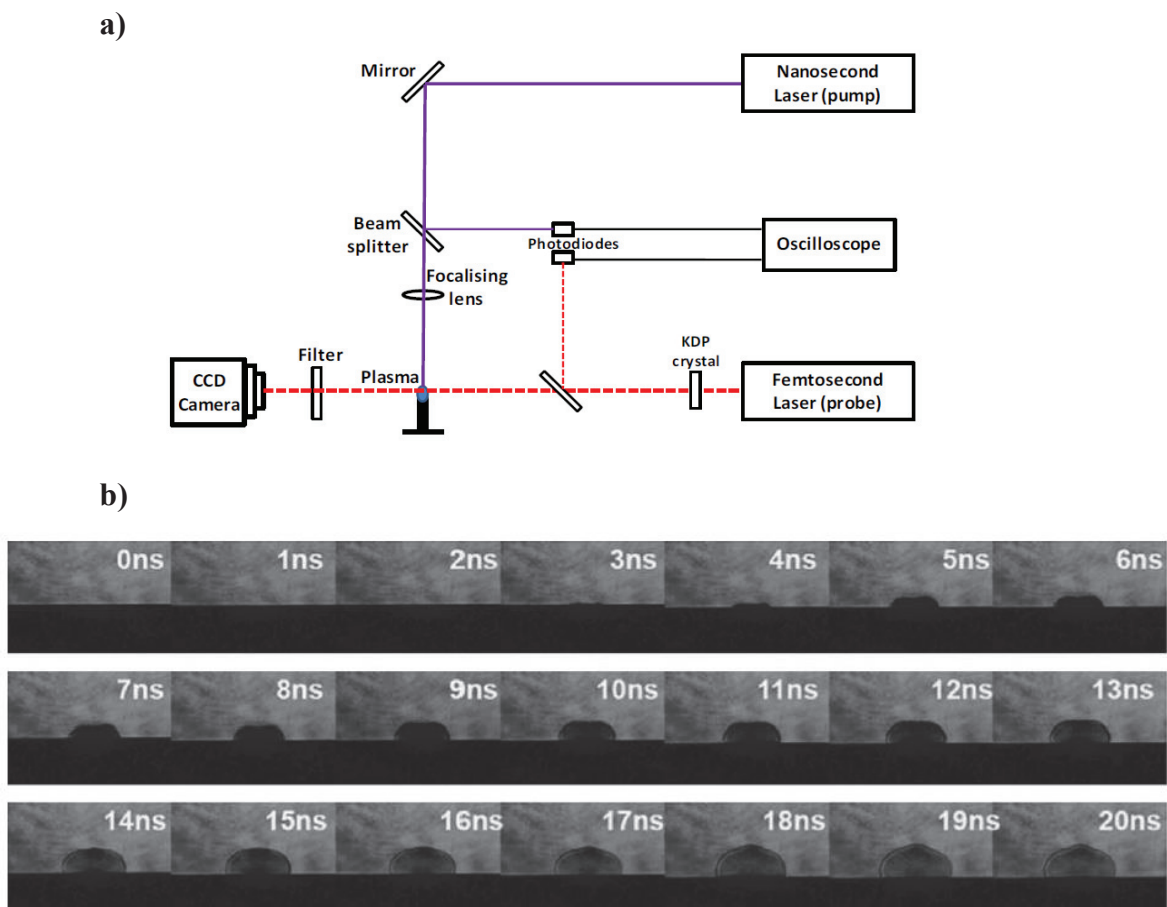 a)
Mirror
Nanosecond
Laser (pump)
Beam
splitter
Photodiodes
Oscilloscope
Focalising
lens
KDP
crystal
Filter
Plasma
CCD
Camera
Femtosecond
Laser (probe)
b)
0ns 1ns 2ns 3ns 4ns 5ns 6ns
7ns 8ns 9ns 10ns 11ns 12ns 13ns
14ns 15ns 16ns 17ns 18ns 19ns 20ns